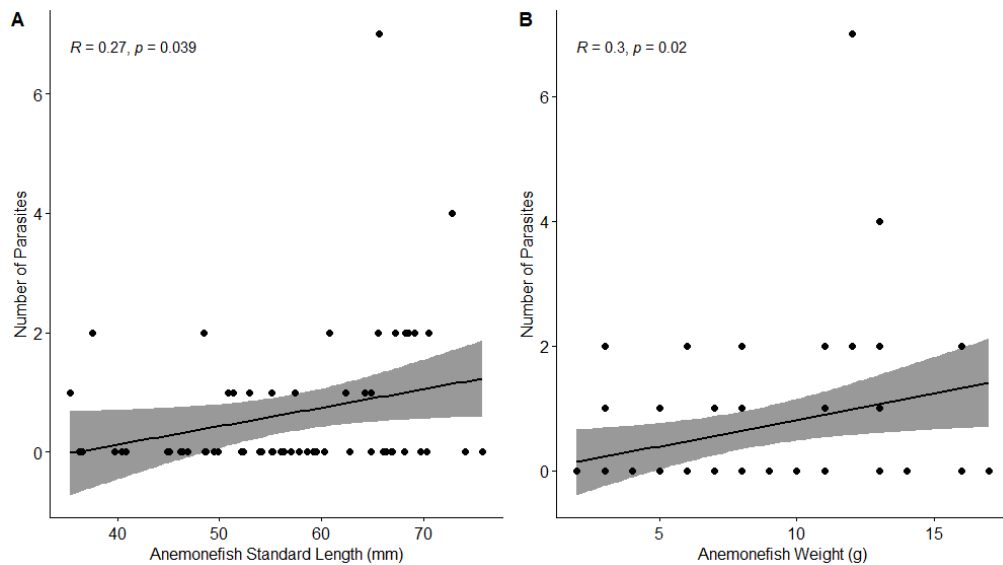 A
R = 0.27, p = 0.039
Number of Parasites
6
4
2
0
40 50 60 70
Anemonefish Standard Length (mm)
B
R = 0.3, p = 0.02
Number of Parasites
6
4
2
0
5 10 15
Anemonefish Weight (g)